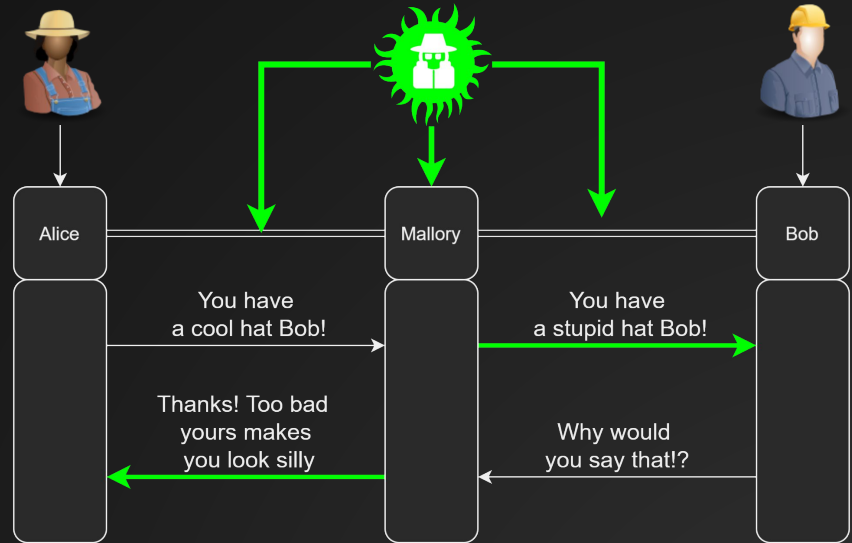 Alice
Mallory
Bob
You have
a cool hat Bob!
You have
a stupid hat Bob!
Thanks! Too bad
yours makes
you look silly
Why would
you say that!?